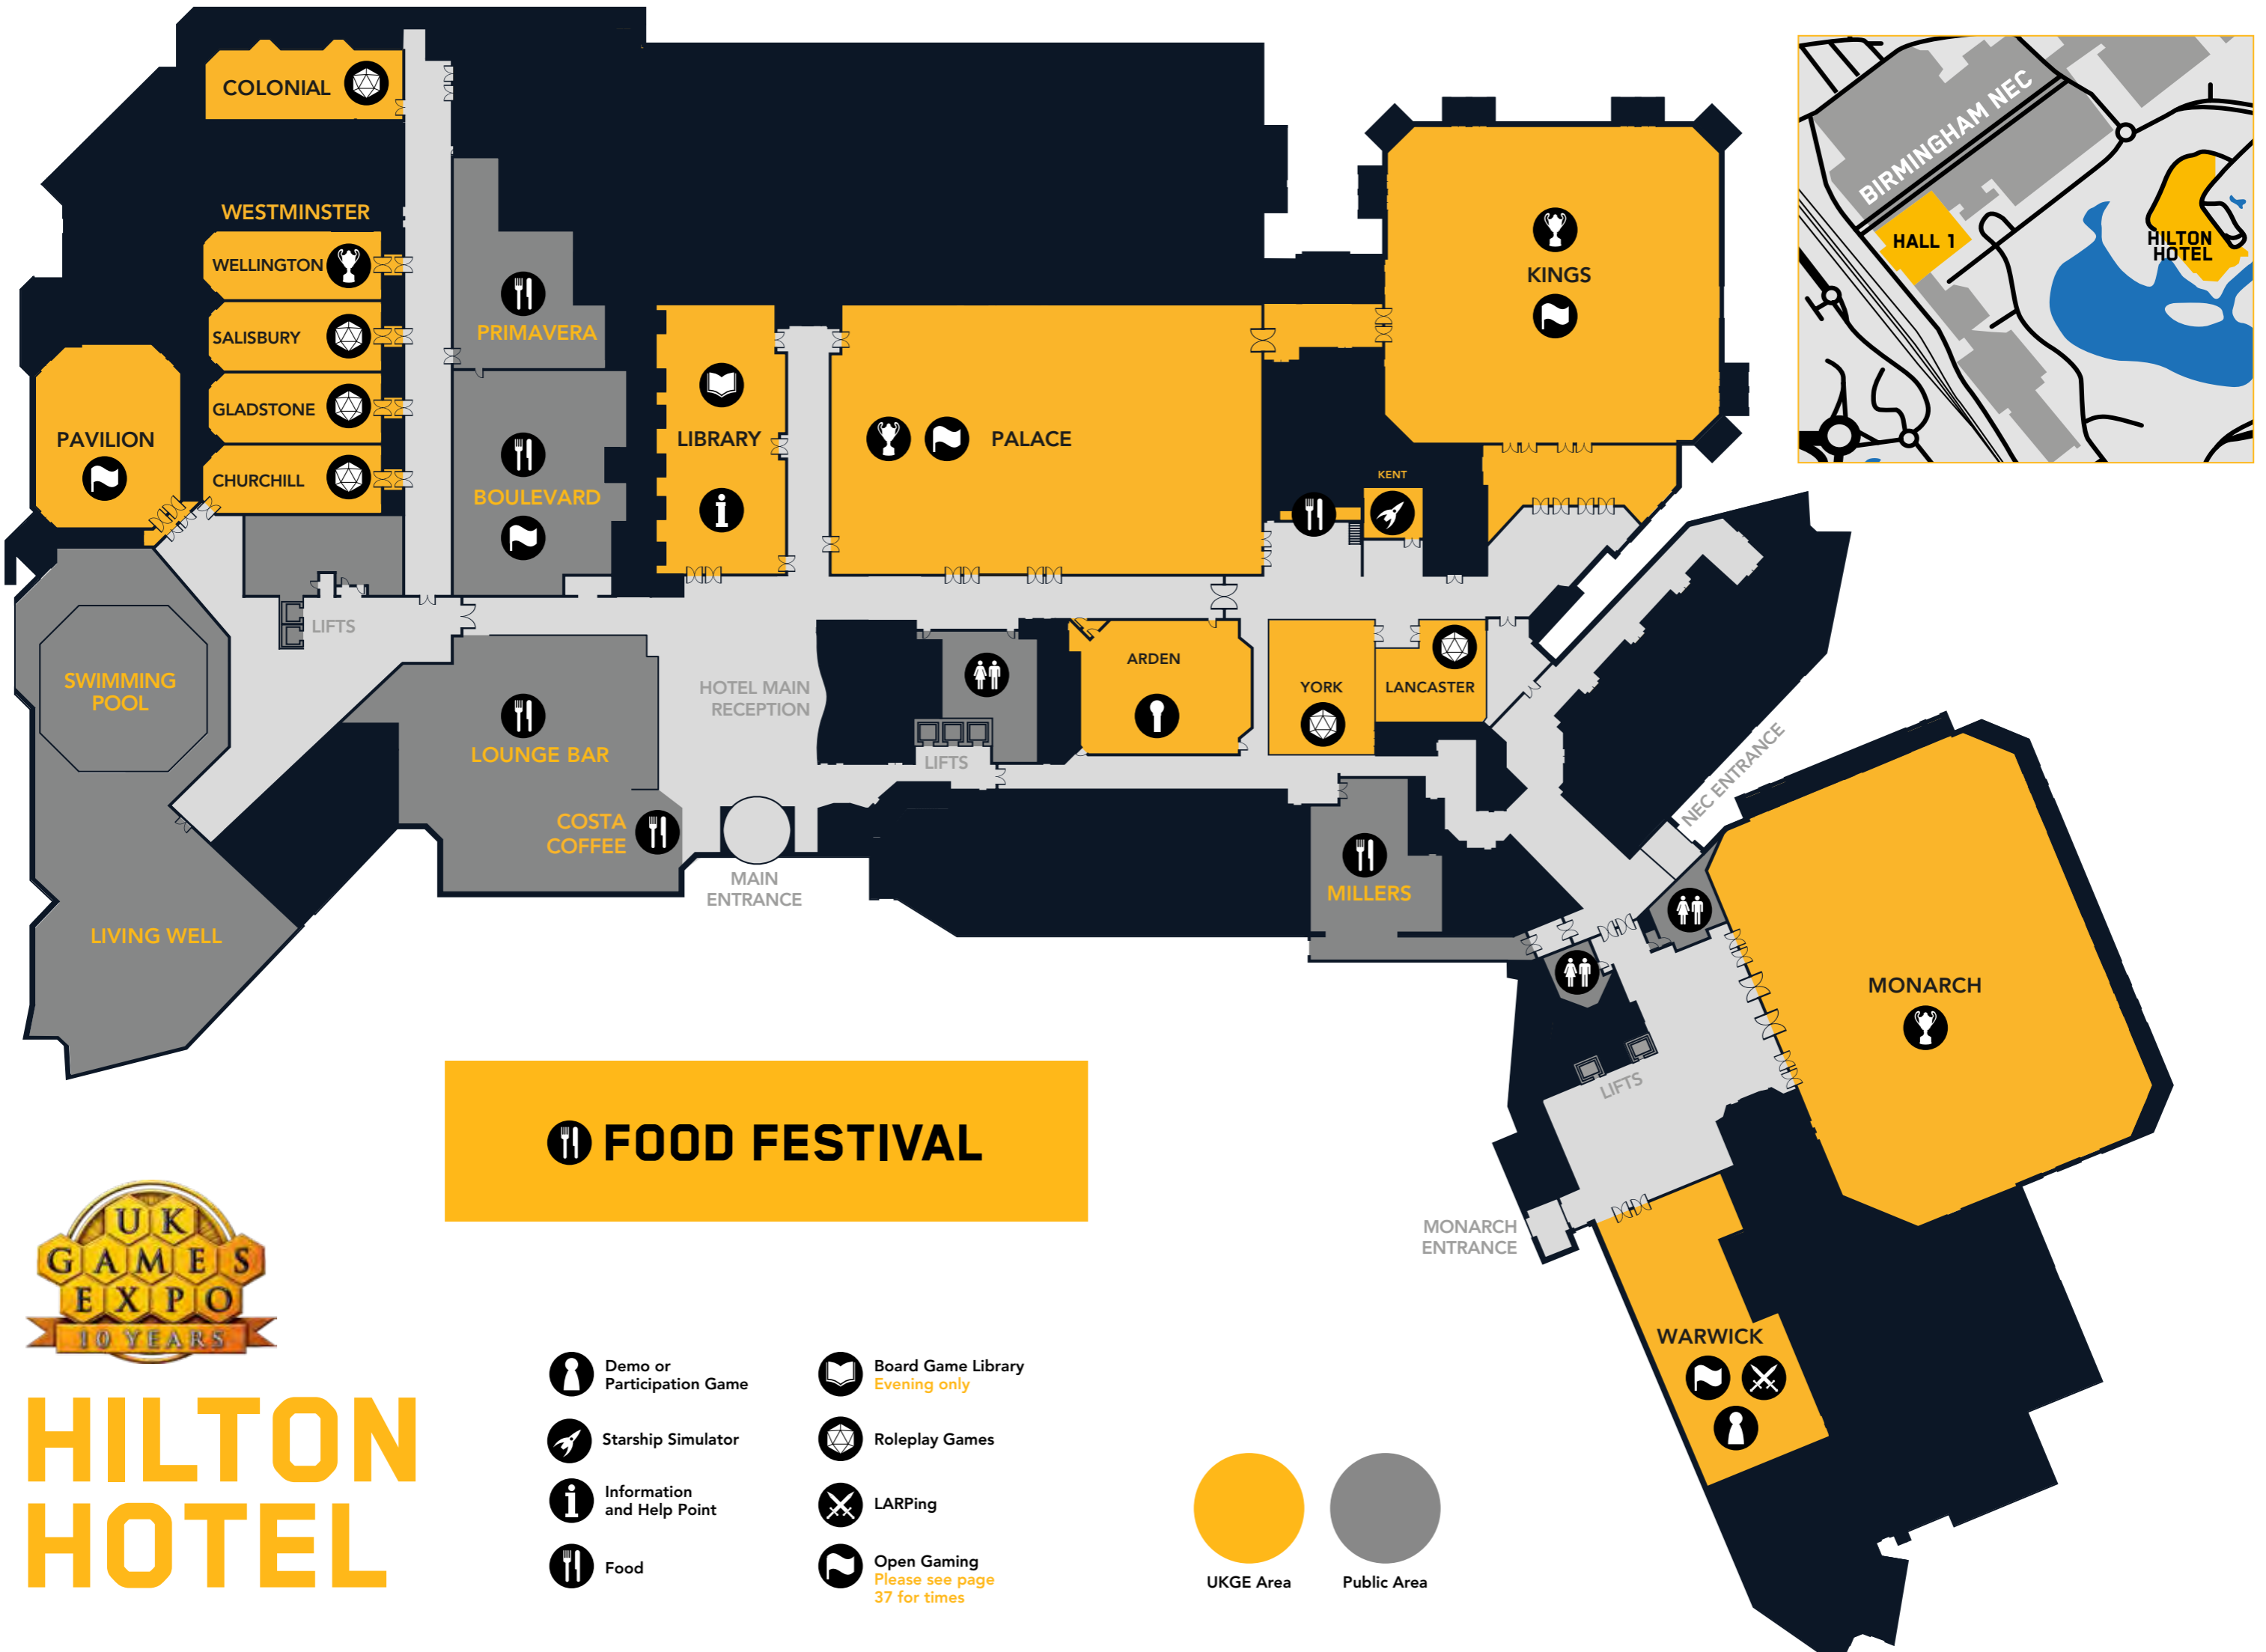 COLONIAL
WESTMINSTER
WELLINGTON
SALISBURY
GLADSTONE
CHURCHILL
PAVILION
PRIMAVERA
BOULEVARD
LIBRARY
PALACE
KINGS
KENT
BIRMINGHAM NEC
HALL 1
HILTON
HOTEL
LIFTS
SWIMMING
POOL
LIVING WELL
LOUNGE BAR
COSTA
COFFEE
HOTEL MAIN
RECEPTION
MAIN
ENTRANCE
LIFTS
ARDEN
YORK
LANCASTER
MILLERS
NEC ENTRANCE
MONARCH
LIFTS
MONARCH
ENTRANCE
WARWICK
FOOD FESTIVAL
UK
GAMES
EXPO
10 YEARS
HILTON
HOTEL
Demo or
Participation Game
Starship Simulator
Information
and Help Point
Food
Board Game Library
Evening only
Roleplay Games
LARPing
Open Gaming
Please see page
37 for times
UKGE Area
Public Area